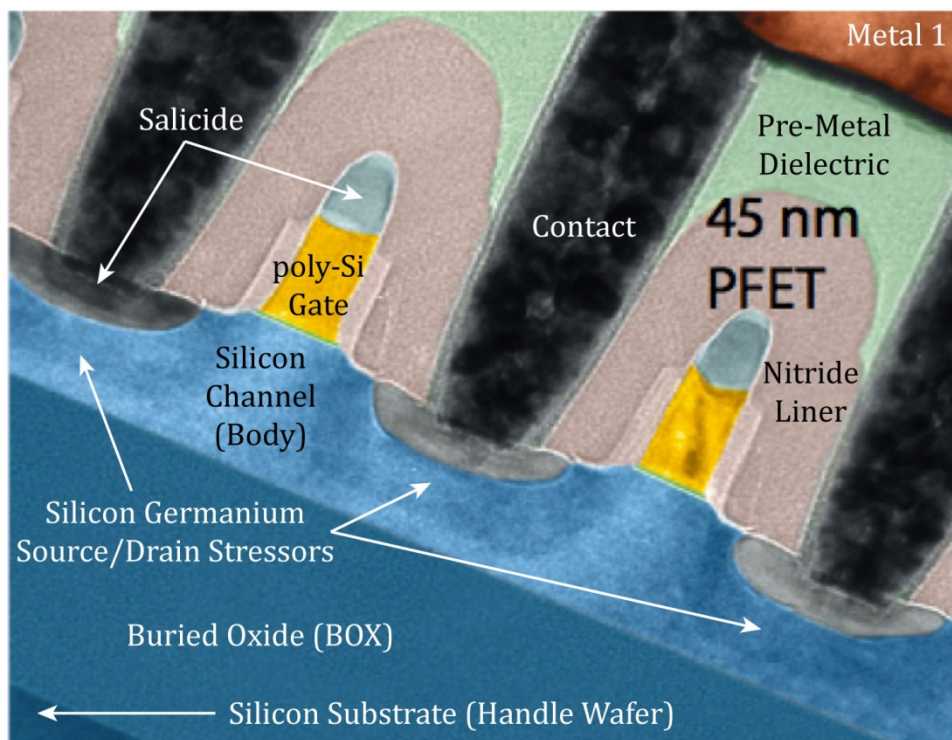 Metal 1
Salicide
Pre-Metal
Dielectric
Contact
45 nm
PFET
poly-Si
Gate
Silicon
Channel
(Body)
Nitride
Liner
Silicon Germanium
Source/Drain Stressors
Buried Oxide (BOX)
Silicon Substrate (Handle Wafer)